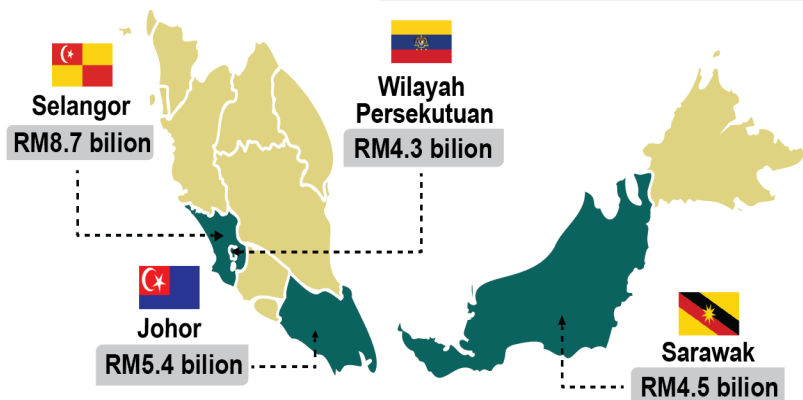 Selangor
RM8.7 bilion
Wilayah
Persekutuan
RM4.3 bilion
Johor
RM5.4 bilion
Sarawak
RM4.5 bilion